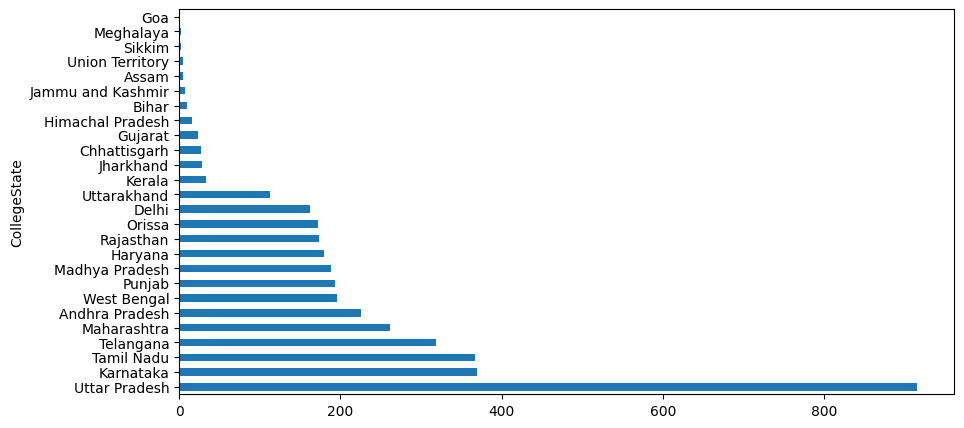 Goa
Meghalaya
Sikkim
Union Territory
Assam
Jammu and Kashmir
Bihar
Himachal Pradesh
Gujarat
Chhattisgarh
Jharkhand
Kerala
Uttarakhand
Delhi
Orissa
Rajasthan
Haryana
Madhya Pradesh
Punjab
West Bengal
Andhra Pradesh
Maharashtra
Telangana
Tamil Nadu
Karnataka
Uttar Pradesh
CollegeState
0 200 400 600 800